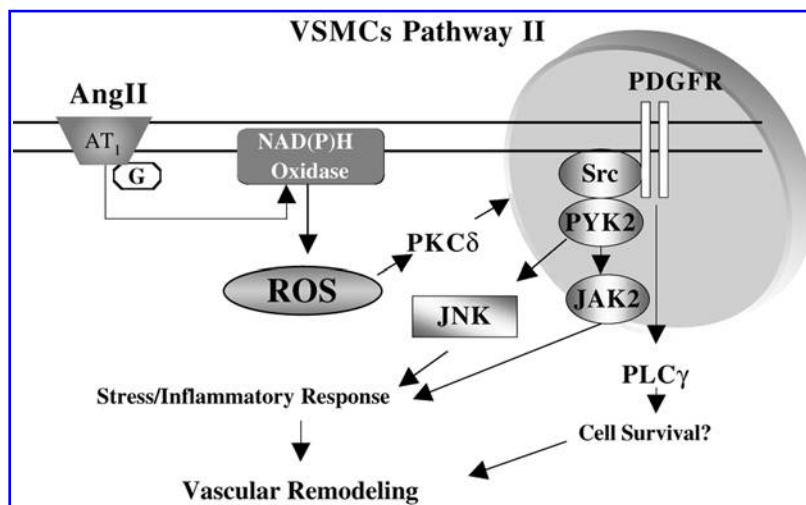 VSMCs Pathway II
AngII
PDGFR
AT1
NAD(P)H
Oxidase
G
Src
PKCδ
PYK2
ROS
JAK2
JNK
PLCγ
Stress/Inflammatory Response
Cell Survival?
Vascular Remodeling